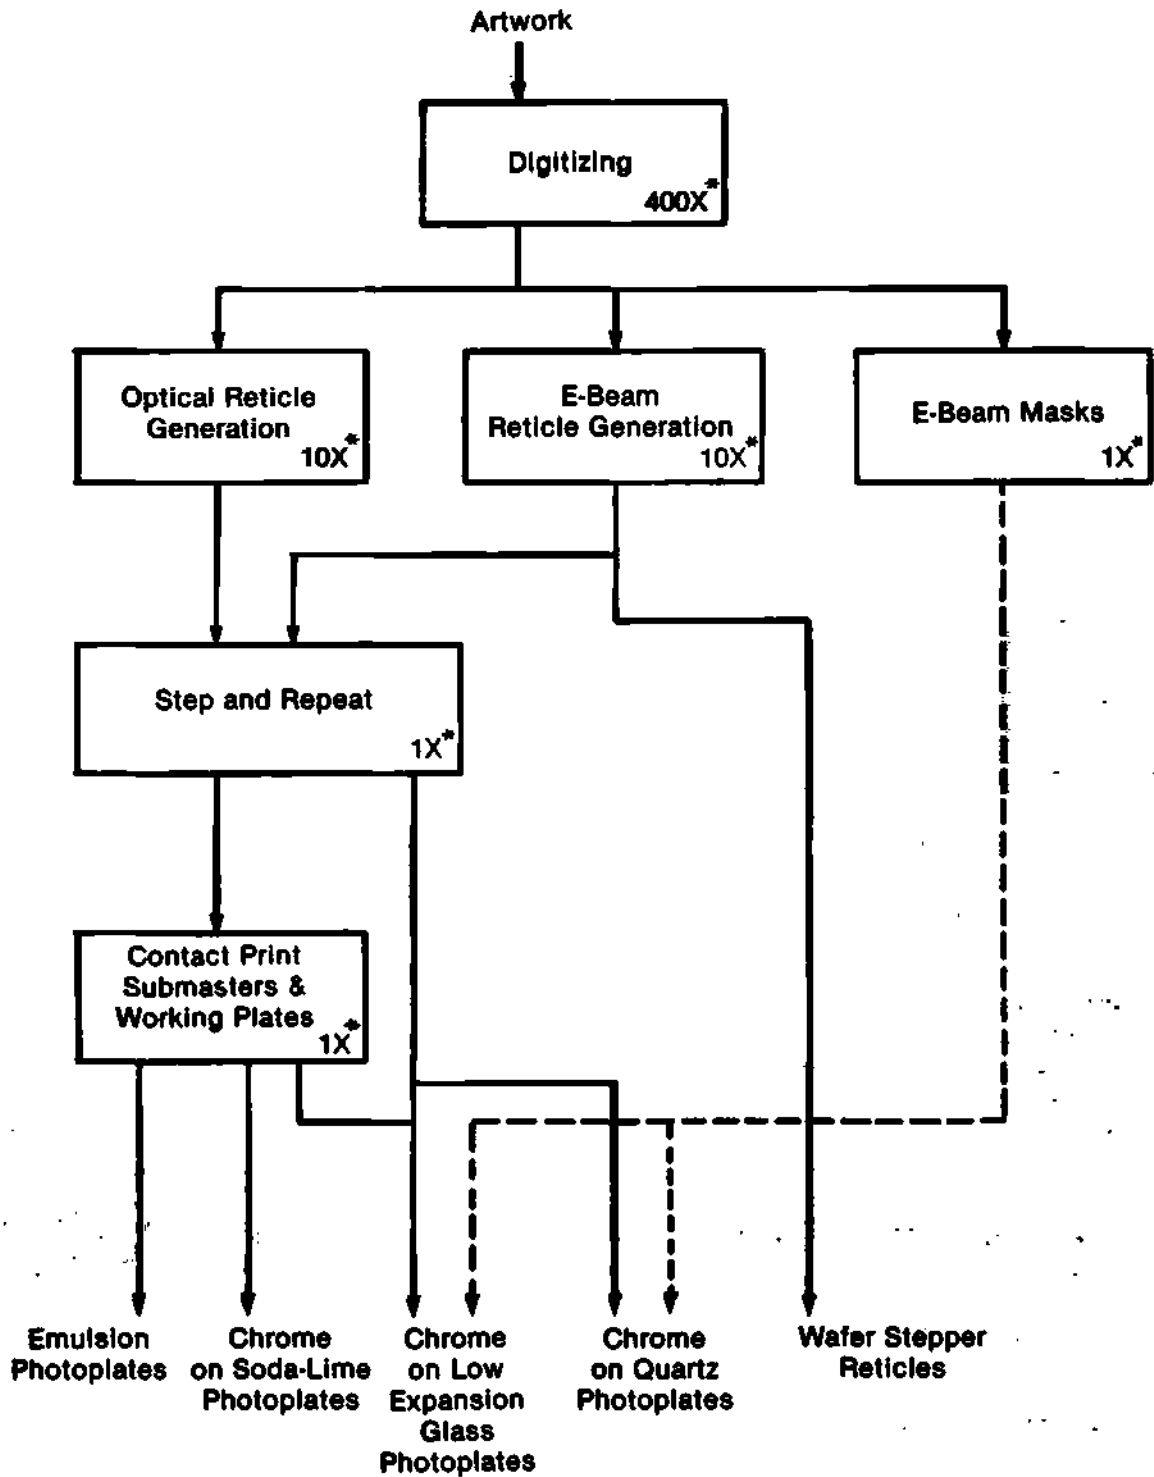 Artwork
Digitizing
400X*
Optical Reticle
Generation
10X*
E-Beam
Reticle Generation
10X*
E-Beam Masks
1X*
Step and Repeat
1X*
Contact Print
Submasters &
Working Plates
1X*
Emulsion
Photoplates
Chrome
on Soda-Lime
Photoplates
Chrome
on Low
Expansion
Glass
Photoplates
Chrome
on Quartz
Photoplates
Wafer Stepper
Reticles